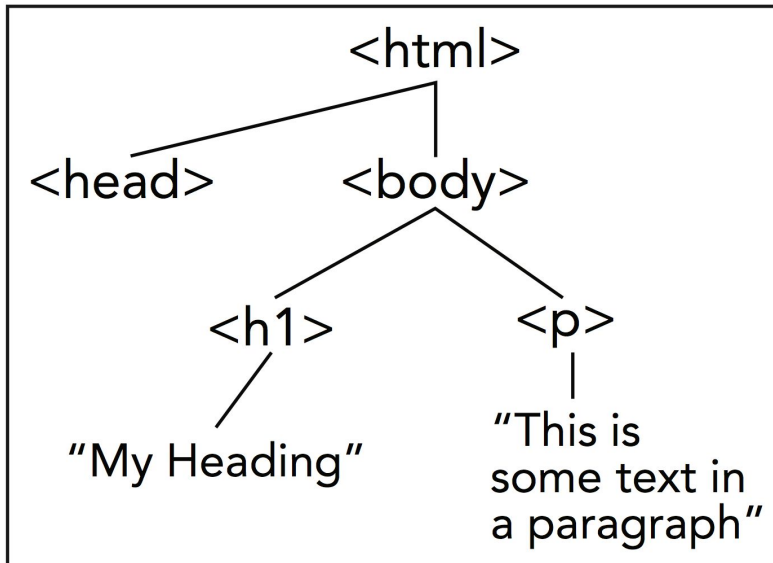 <html>
<head> <body>
<h1> <p>
“My Heading”
“This is
some text in
a paragraph”